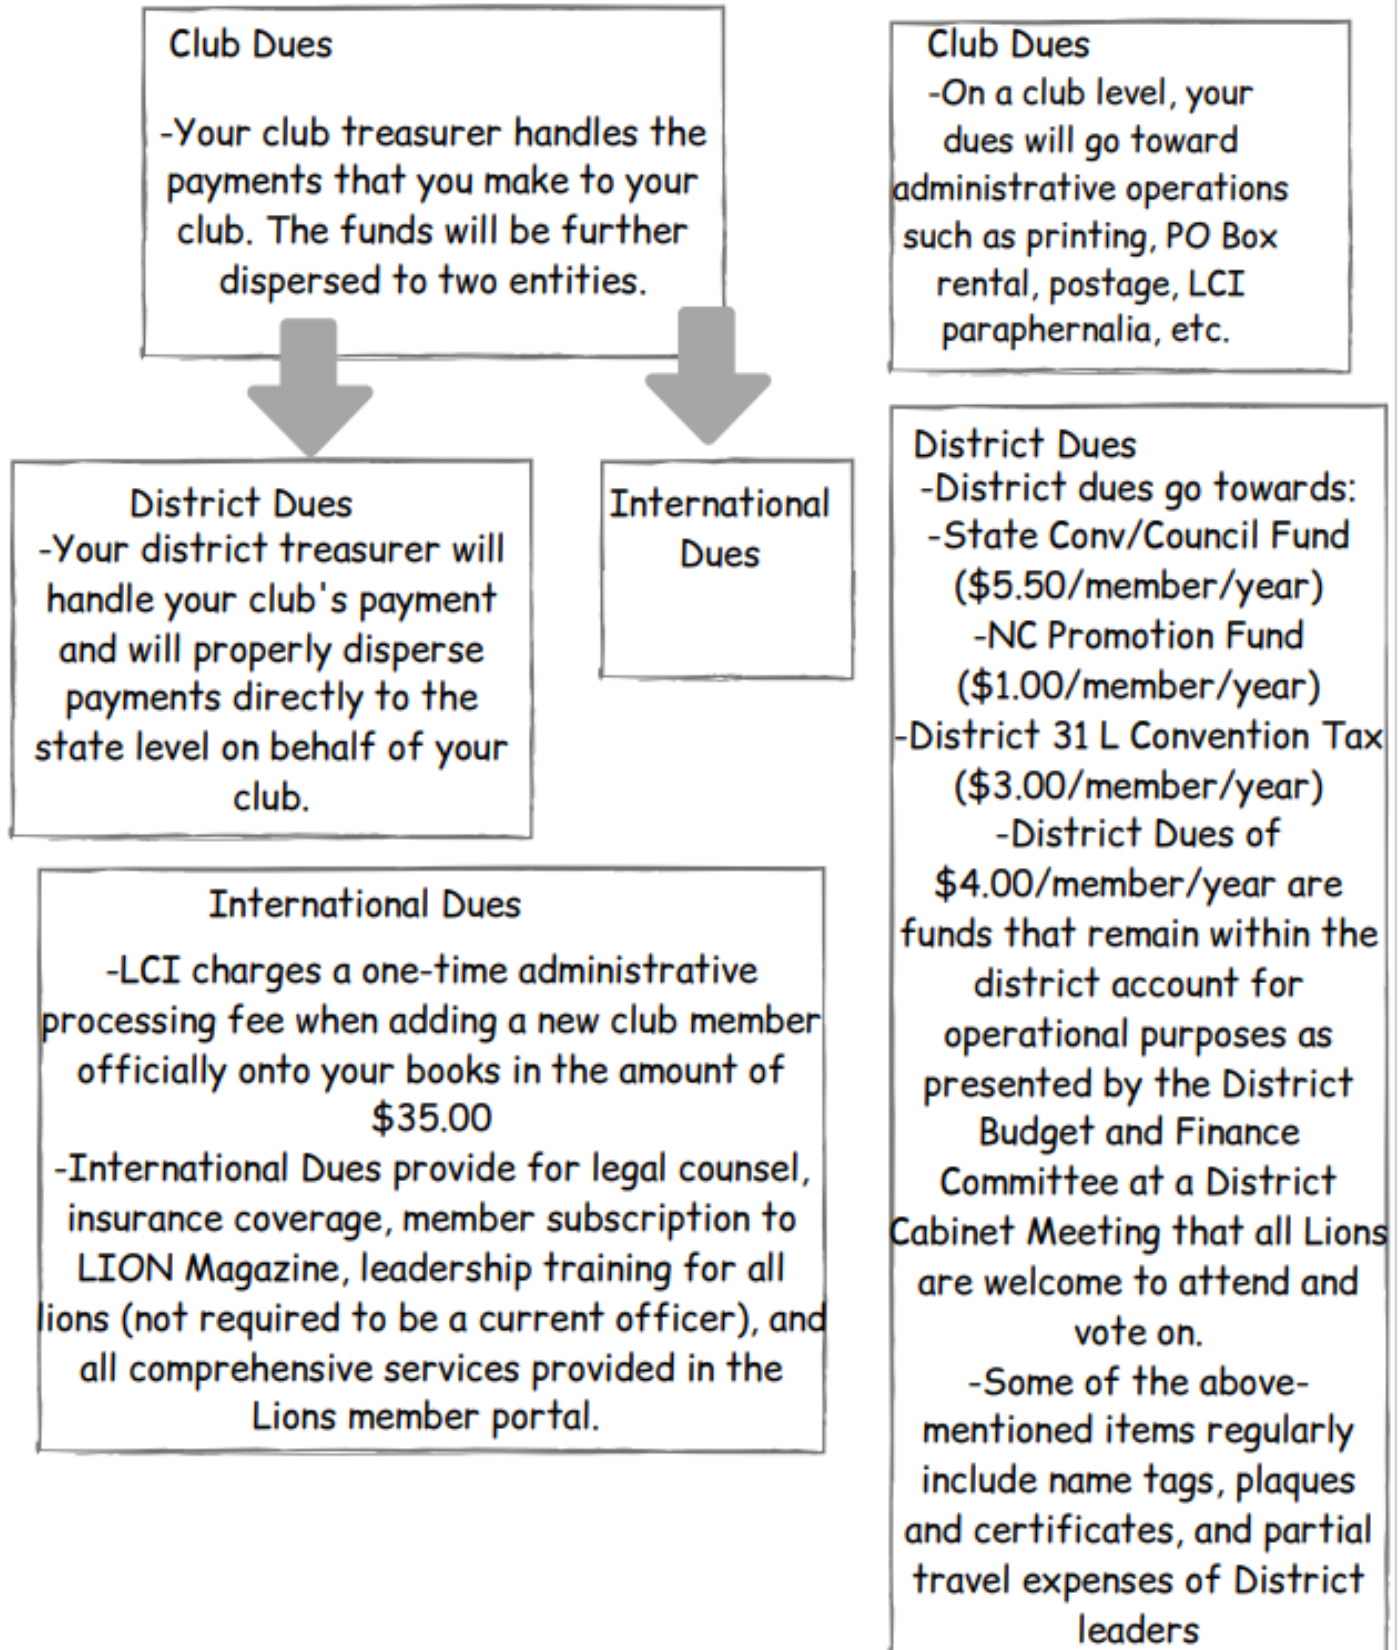 Club Dues
-Your club treasurer handles the
payments that you make to your
club. The funds will be further
dispersed to two entities.
District Dues
-Your district treasurer will
handle your club's payment
and will properly disperse
payments directly to the
state level on behalf of your
club.
International
Dues
International Dues
-LCI charges a one-time administrative
processing fee when adding a new club member
officially onto your books in the amount of
$35.00
-International Dues provide for legal counsel,
insurance coverage, member subscription to
LION Magazine, leadership training for all
lions (not required to be a current officer), and
all comprehensive services provided in the
Lions member portal.
Club Dues
-On a club level, your
dues will go toward
administrative operations
such as printing, PO Box
rental, postage, LCI
paraphernalia, etc.
District Dues
-District dues go towards:
-State Conv/Council Fund
($5.50/member/year)
-NC Promotion Fund
($1.00/member/year)
-District 31 L Convention Tax
($3.00/member/year)
-District Dues of
$4.00/member/year are
funds that remain within the
district account for
operational purposes as
presented by the District
Budget and Finance
Committee at a District
Cabinet Meeting that all Lions
are welcome to attend and
vote on.
-Some of the above-
mentioned items regularly
include name tags, plaques
and certificates, and partial
travel expenses of District
leaders